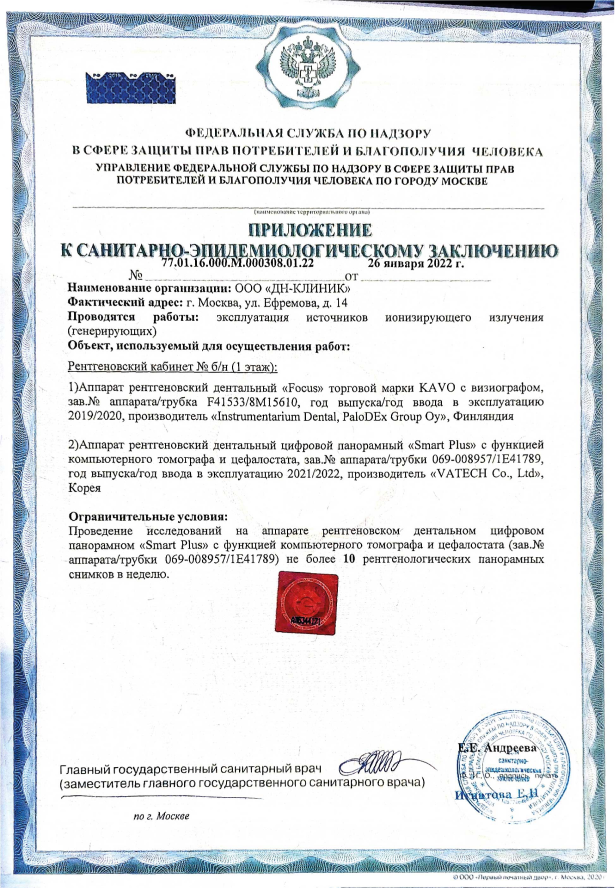 ФЕДЕРАЛЬНАЯ СЛУЖБА ПО НАДЗОРУ
В СФЕРЕ ЗАЩИТЫ ПРАВ ПОТРЕБИТЕЛЕЙ И БЛАГОПОЛУЧИЯ ЧЕЛОВЕКА
УПРАВЛЕНИЕ ФЕДЕРАЛЬНОЙ СЛУЖБЫ ПО НАДЗОРУ В СФЕРЕ ЗАЩИТЫ ПРАВ
ПОТРЕБИТЕЛЕЙ И БЛАГОПОЛУЧИЯ ЧЕЛОВЕКА ПО ГОРОДУ МОСКВЕ
(наименование территориального органа)
ПРИЛОЖЕНИЕ
К САНИТАРНО-ЭПИДЕМИОЛОГИЧЕСКОМУ ЗАКЛЮЧЕНИЮ
77.01.16.000.М.000308.01.22 26 января 2022 г.
№ от
Наименование организации: ООО «ДН-КЛИНИК»
Фактический адрес: г. Москва, ул. Ефремова, д. 14
Проводятся работы: эксплуатация источников ионизирующего излучения
(генерирующих)
Объект, используемый для осуществления работ:
Рентгеновский кабинет № б/н (1 этаж):
1)Аппарат рентгеновский дентальный «Focus» торговой марки KAVO с визиографом,
зав.№ аппарата/трубка F41533/8M15610, год выпуска/год ввода в эксплуатацию
2019/2020, производитель «Instrumentarium Dental, PaloDEx Group Oy», Финляндия
2)Аппарат рентгеновский дентальный цифровой панорамный «Smart Plus» с функцией
компьютерного томографа и цефалостата, зав.№ аппарата/трубки 069-008957/1E41789,
год выпуска/год ввода в эксплуатацию 2021/2022, производитель «VATECH Co., Ltd»,
Корея
Ограничительные условия:
Проведение исследований на аппарате рентгеновском дентальном цифровом
панорамном «Smart Plus» с функцией компьютерного томографа и цефалостата (зав.№
аппарата/трубки 069-008957/1E41789) не более 10 рентгенологических панорамных
снимков в неделю.
Е.Е. Андреева
санитарно-
эпидемиологических
Главный государственный санитарный врач
(заместитель главного государственного санитарного врача)
Игнатова Е.Н
по г. Москве
© ООО «Первый печатный двор», г. Москва, 2020